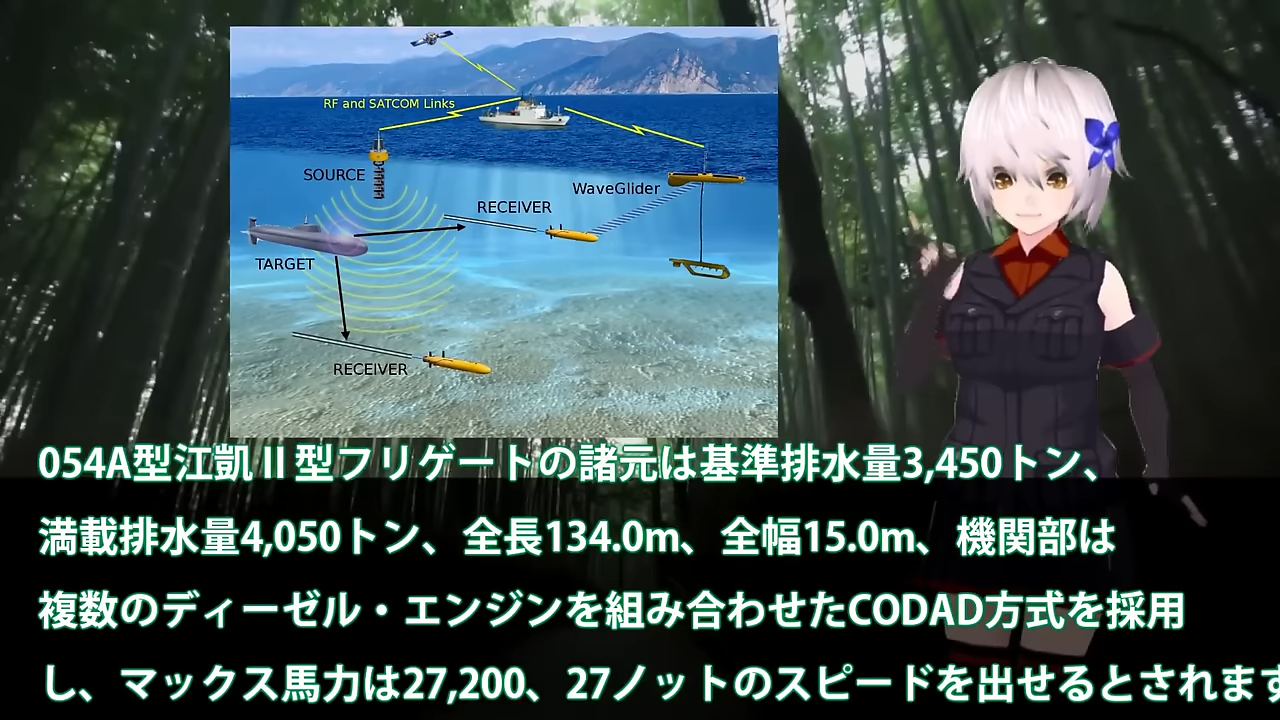 RF and SATCOM Links
SOURCE
WaveGlider
RECEIVER
TARGET
RECEIVER
054A型江凱Ⅱ型フリゲートの諸元は基準排水量3,450トン、
満載排水量4,050トン、全長134.0m、全幅15.0m、機関部は
複数のディーゼル・エンジンを組み合わせたCODAD方式を採用
し、マックス馬力は27,200、27ノットのスピードを出せるとされます